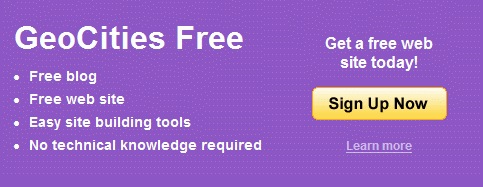 GeoCities Free
Free blog
Free web site
Easy site building tools
No technical knowledge required
Get a free web
site today!
Sign Up Now
Learn more